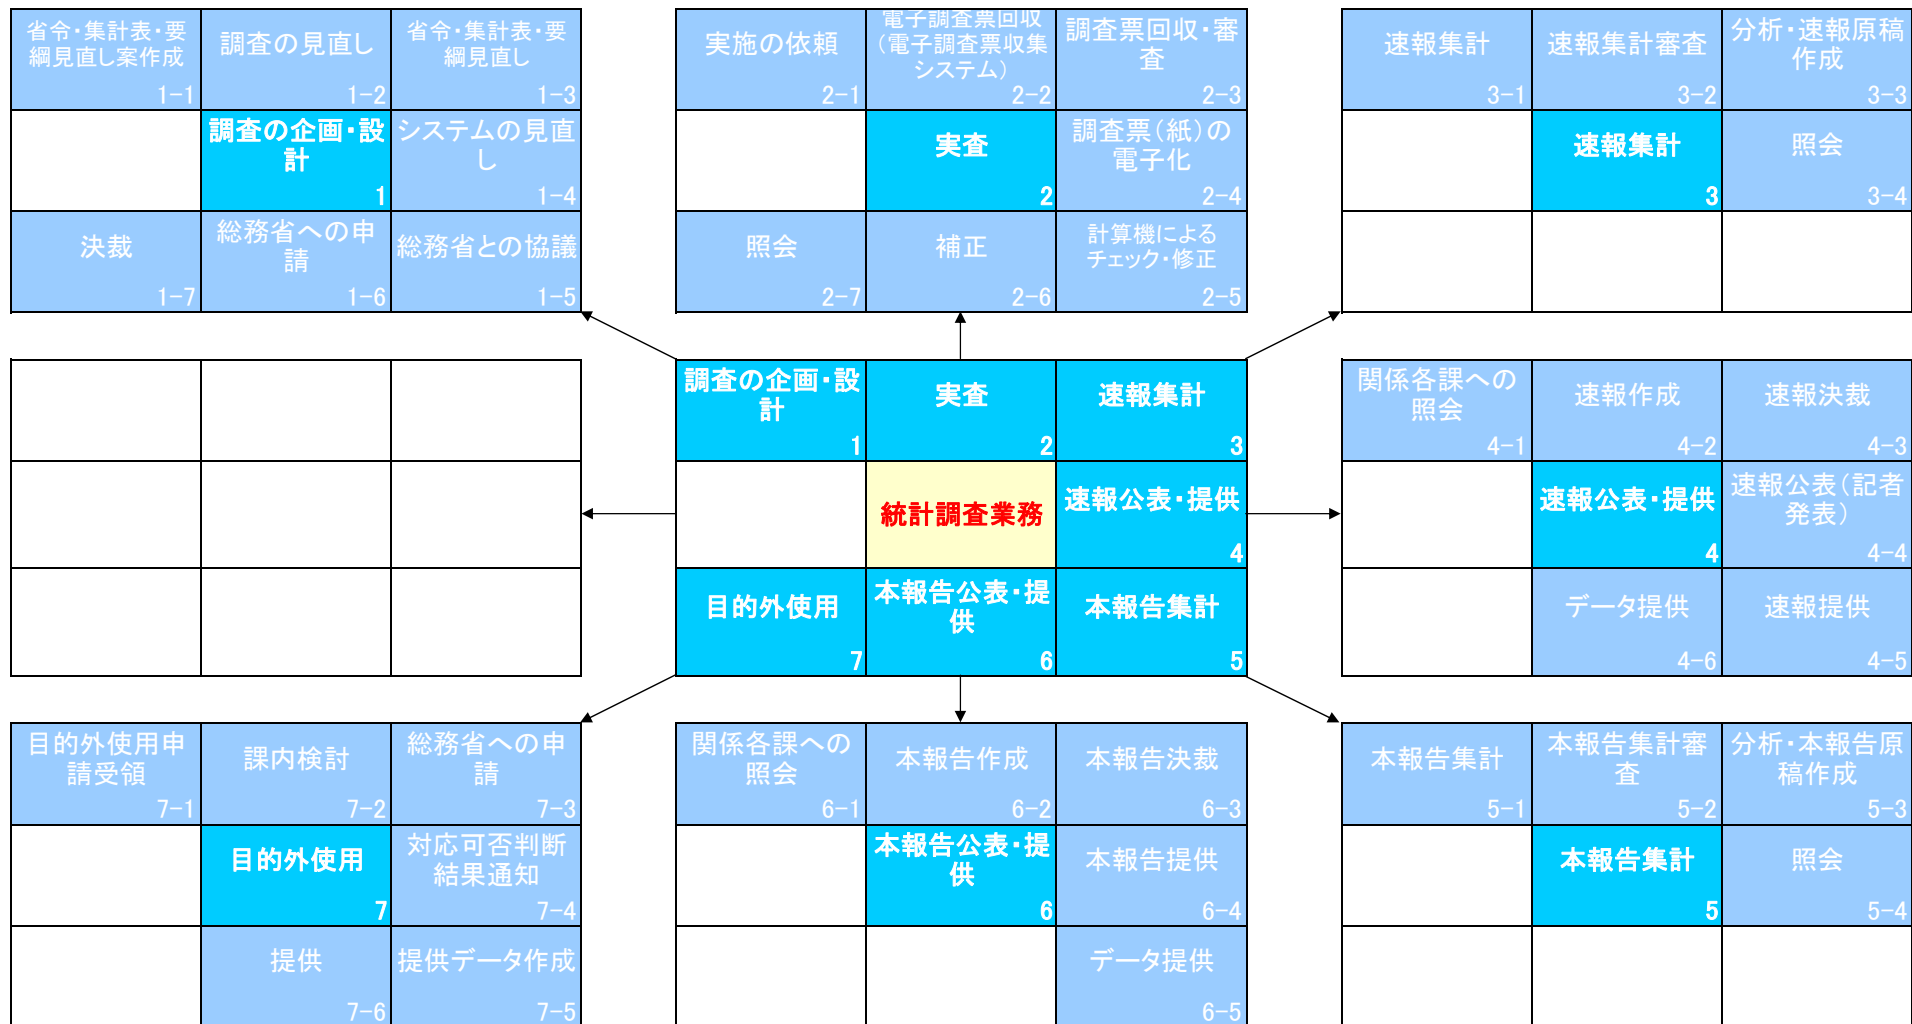 省令・集計表・要
綱見直し案作成
1-1
調査の見直し
1-2
省令・集計表・要
綱見直し
1-3
調査の企画・設
計
1
システムの見直
し
1-4
決裁
1-7
総務省への申
請
1-6
総務省との協議
1-5
実施の依頼
2-1
電子調査票回収
(電子調査票収集
システム)
2-2
調査票回収・審
査
2-3
実査
2
調査票(紙)の
電子化
2-4
照会
2-7
補正
2-6
計算機による
チェック・修正
2-5
速報集計
3-1
速報集計審査
3-2
分析・速報原稿
作成
3-3
速報集計
3
照会
3-4
調査の企画・設
計
1
実査
2
速報集計
3
統計調査業務
速報公表・提供
4
目的外使用
7
本報告公表・提
供
6
本報告集計
5
関係各課への
照会
4-1
速報作成
4-2
速報決裁
4-3
速報公表・提供
4
速報公表(記者
発表)
4-4
データ提供
4-6
速報提供
4-5
目的外使用申
請受領
7-1
課内検討
7-2
総務省への申
請
7-3
目的外使用
7
対応可否判断
結果通知
7-4
提供
7-6
提供データ作成
7-5
関係各課への
照会
6-1
本報告作成
6-2
本報告決裁
6-3
本報告公表・提
供
6
本報告提供
6-4
データ提供
6-5
本報告集計
5-1
本報告集計審
査
5-2
分析・本報告原
稿作成
5-3
本報告集計
5
照会
5-4